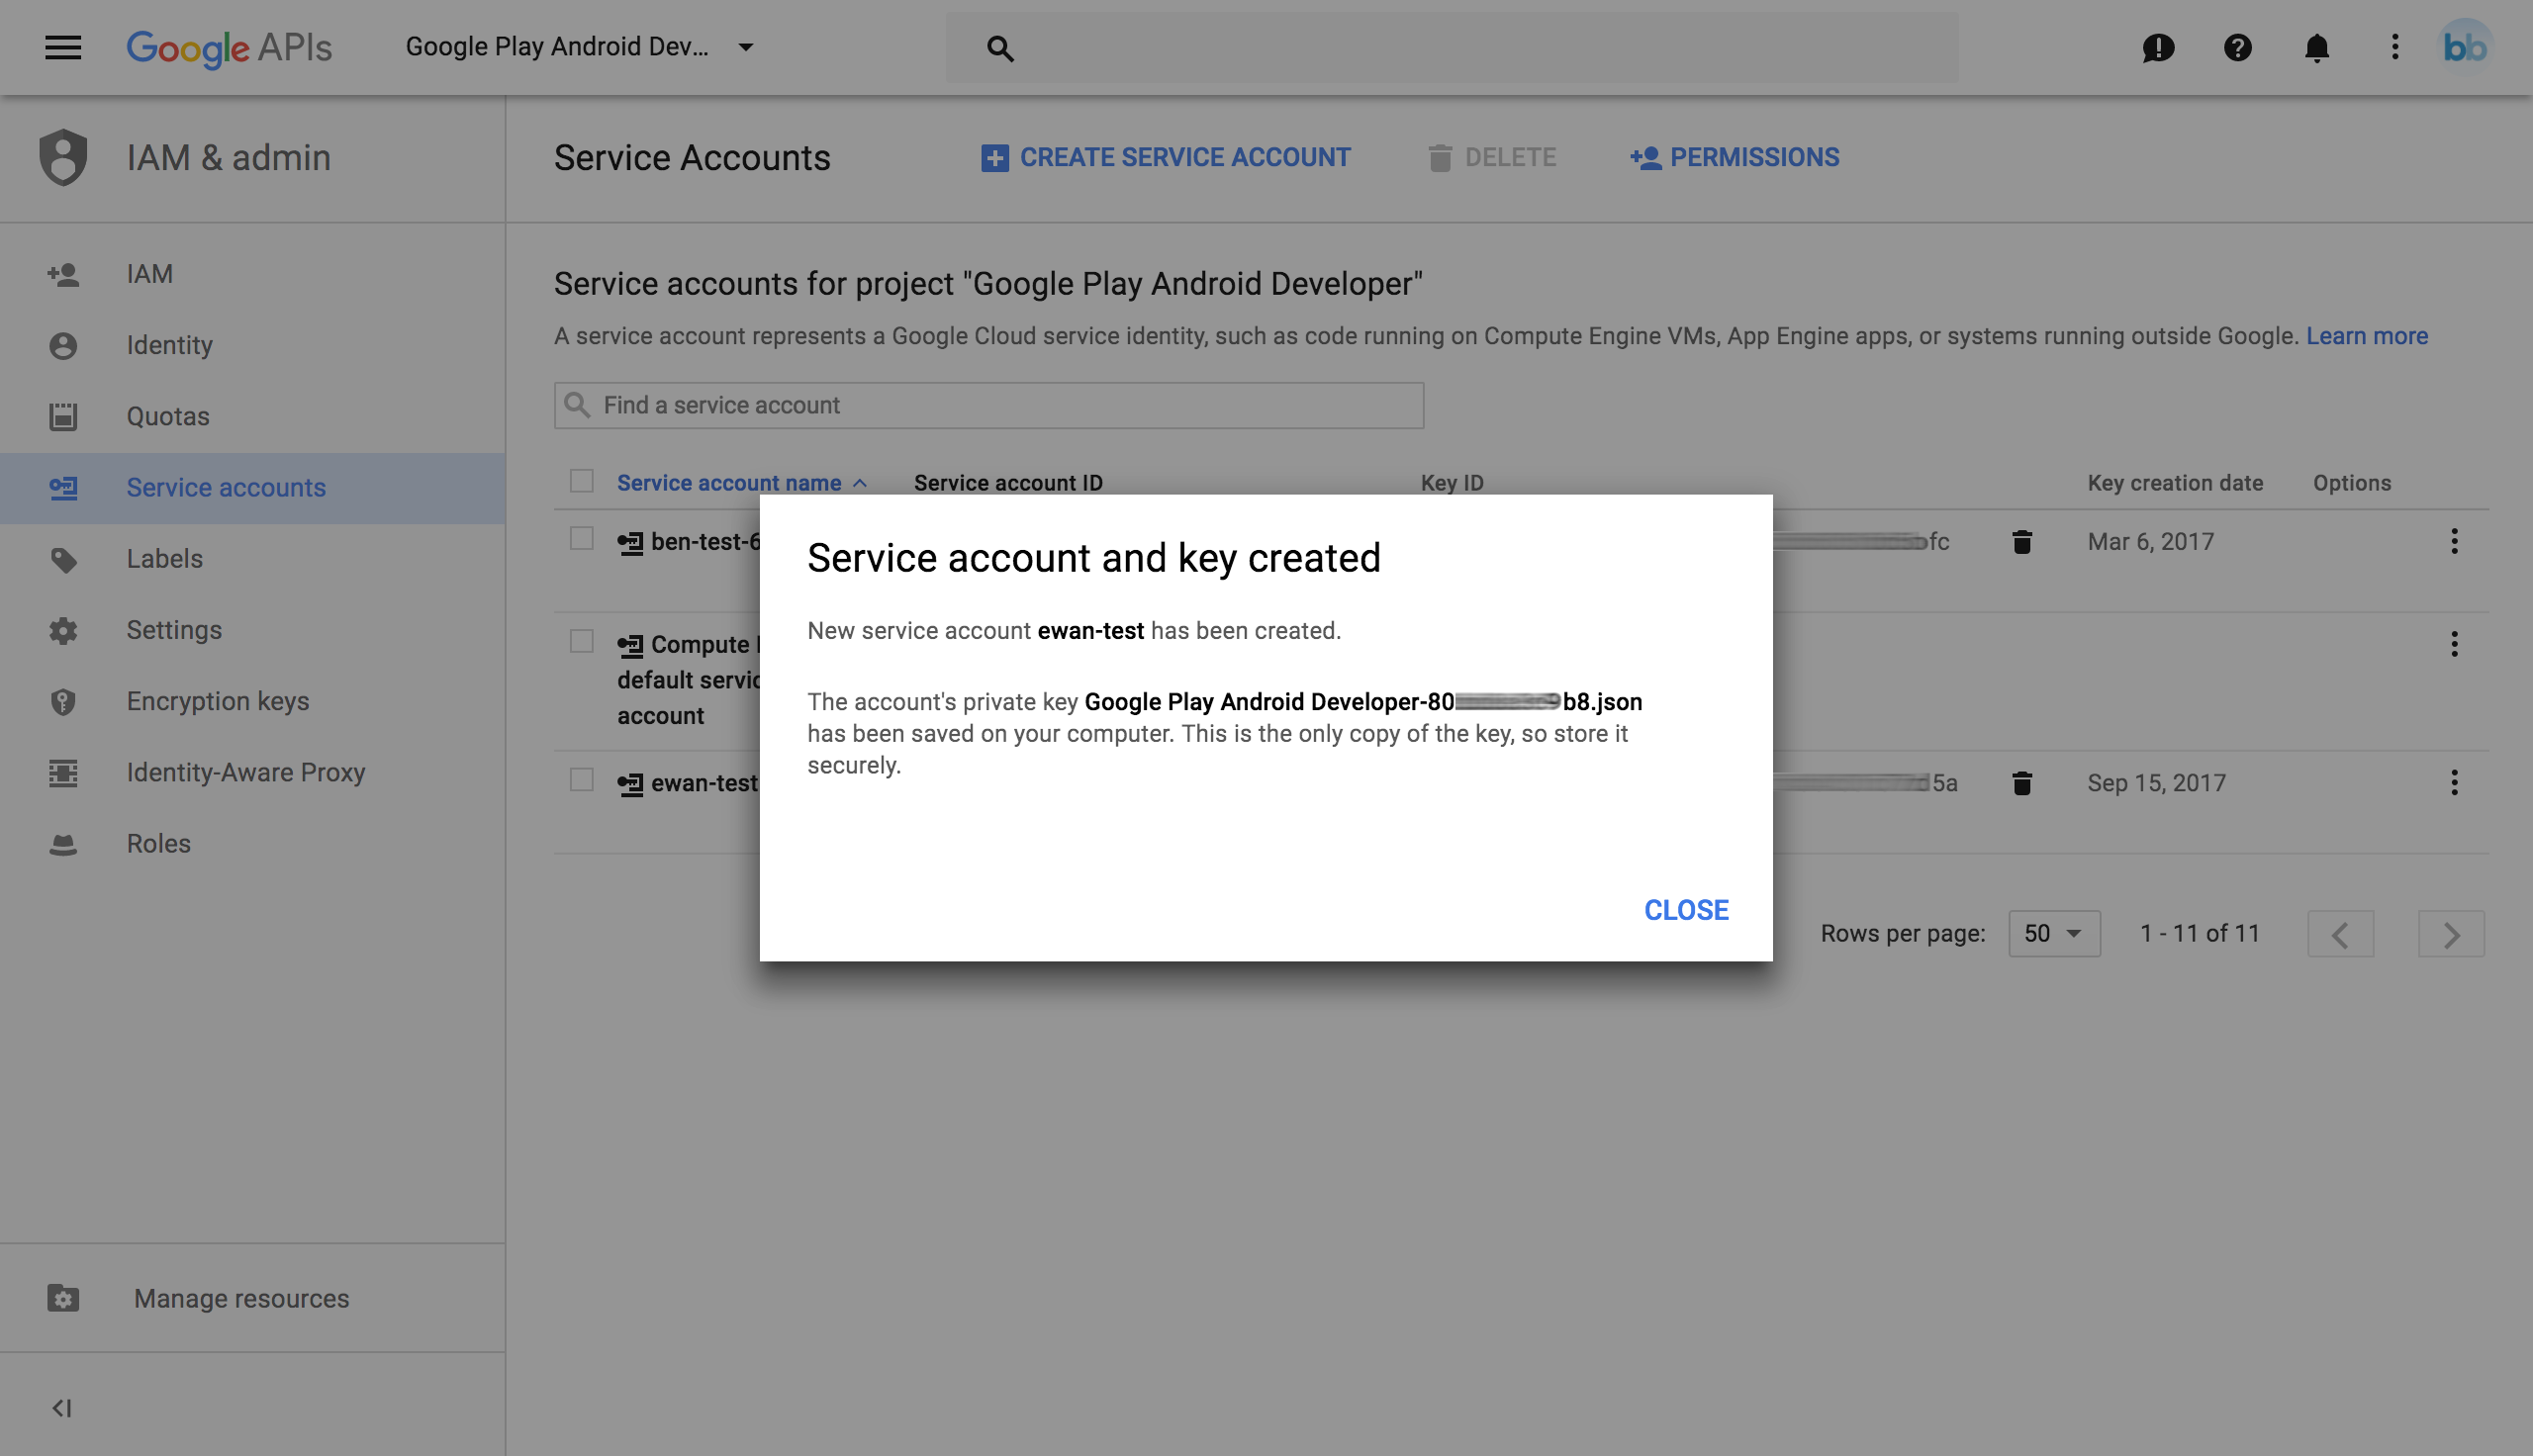 Google APIs
Google Play Android Dev...
bb
IAM & admin
Service Accounts
CREATE SERVICE ACCOUNT
DELETE
PERMISSIONS
IAM
Identity
Quotas
Service accounts
Labels
Settings
Encryption keys
Identity-Aware Proxy
Roles
Manage resources
Service accounts for project "Google Play Android Developer"
A service account represents a Google Cloud service identity, such as code running on Compute Engine VMs, App Engine apps, or systems running outside Google. Learn more
Find a service account
Service account name Service account ID Key ID Key creation date Options
ben-test-6 fc Mar 6, 2017
Compute
default servic
account
ewan-test 5a Sep 15, 2017
Service account and key created
New service account ewan-test has been created.
The account's private key Google Play Android Developer-80 b8.json
has been saved on your computer. This is the only copy of the key, so store it
securely.
CLOSE
Rows per page: 50 1 - 11 of 11